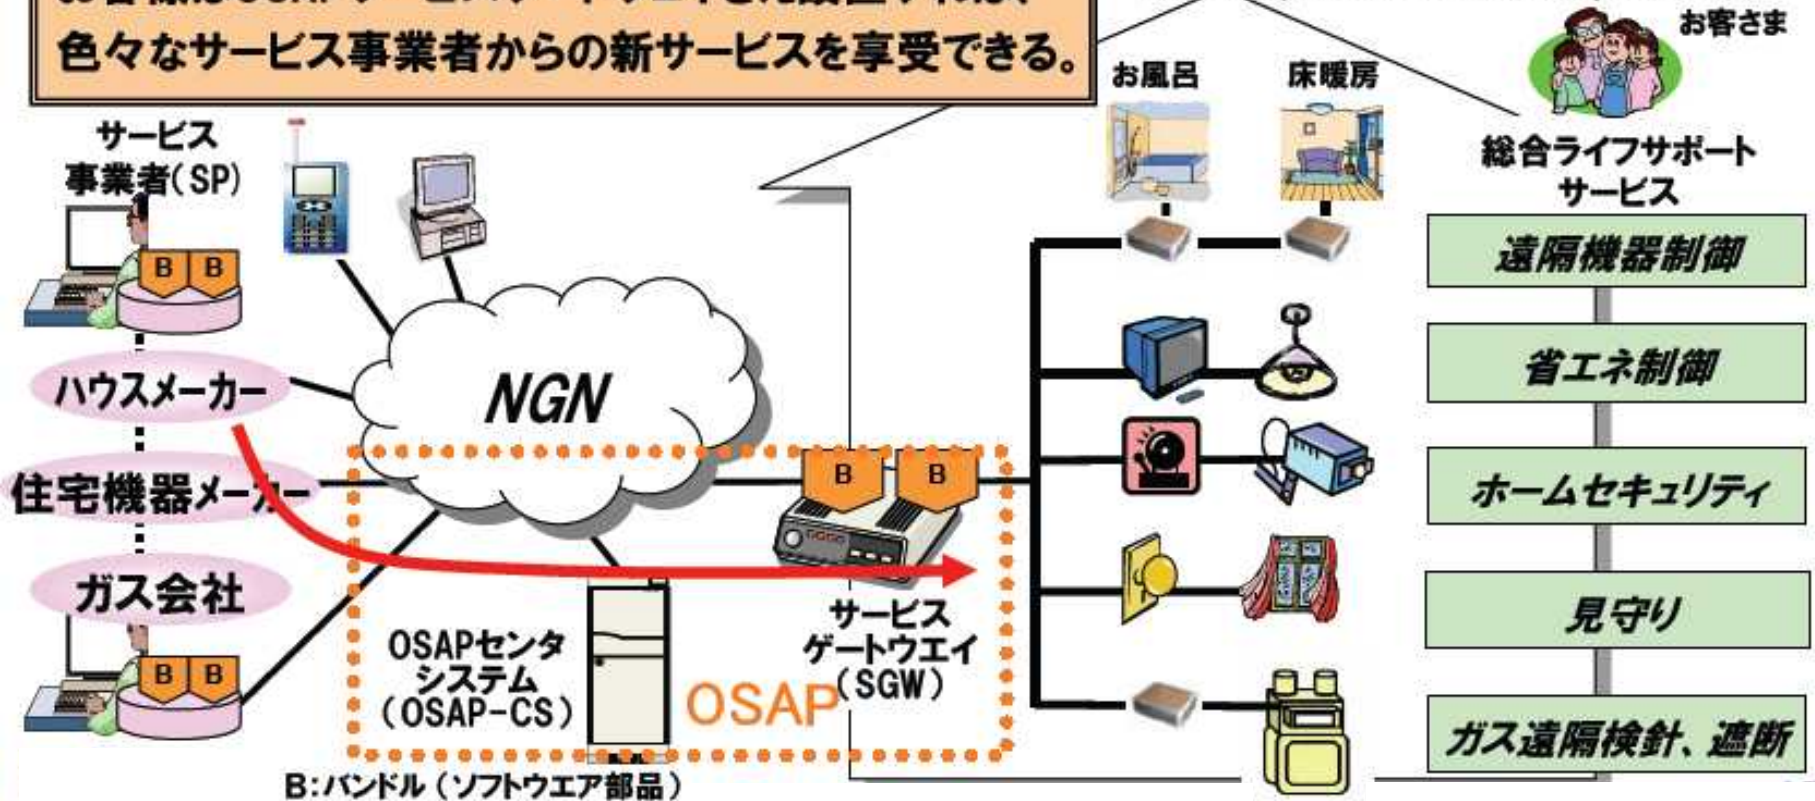 色々なサービス事業者からの新サービスを享受できる。
お客さま
お風呂
床暖房
サービス
事業者(SP)
総合ライフサポート
サービス
B B
遠隔機器制御
ハウスメーカー
NGN
省エネ制御
住宅機器メーカー
B B
ホームセキュリティ
ガス会社
サービス
ゲートウエイ
(SGW)
見守り
B B
OSAPセンタ
システム
(OSAP-CS)
OSAP
ガス遠隔検針、遮断
B:バンドル(ソフトウエア部品)